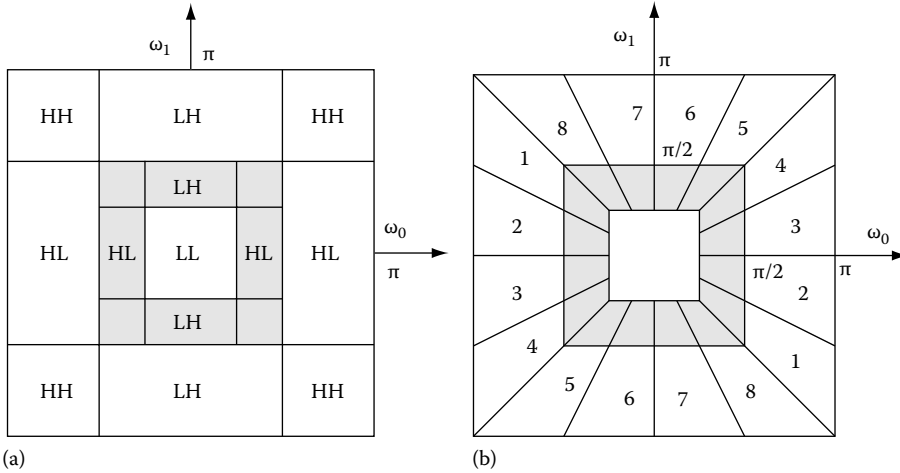 ω1
π
HH LH HH
LH
HL HL LL HL HL
ω0
π
LH
HH LH HH
(a)
ω1
π
8 7 6 5
1 π/2 4
2 3
ω0
π/2 π
3 2
4 1
5 6 7 8
(b)